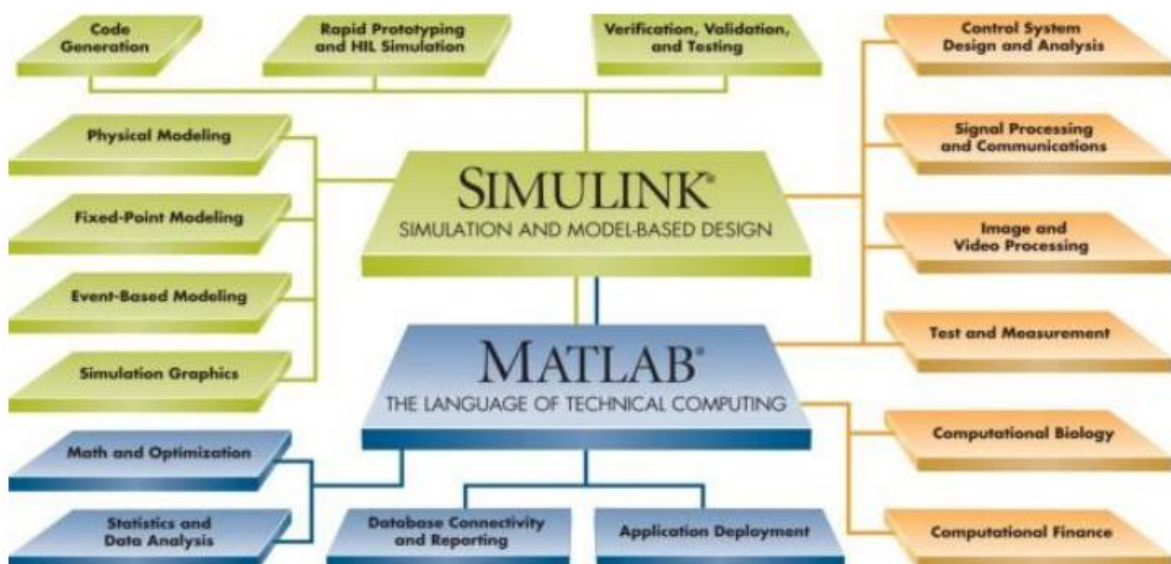 Code
Generation
Rapid Prototyping
and HIL Simulation
Verification, Validation,
and Testing
Control System
Design and Analysis
Physical Modeling
Signal Processing
and Communications
SIMULINK®
SIMULATION AND MODEL-BASED DESIGN
Fixed-Point Modeling
Image and
Video Processing
Event-Based Modeling
Test and Measurement
Simulation Graphics
MATLAB®
THE LANGUAGE OF TECHNICAL COMPUTING
Math and Optimization
Computational Biology
Statistics and
Data Analysis
Database Connectivity
and Reporting
Application Deployment
Computational Finance